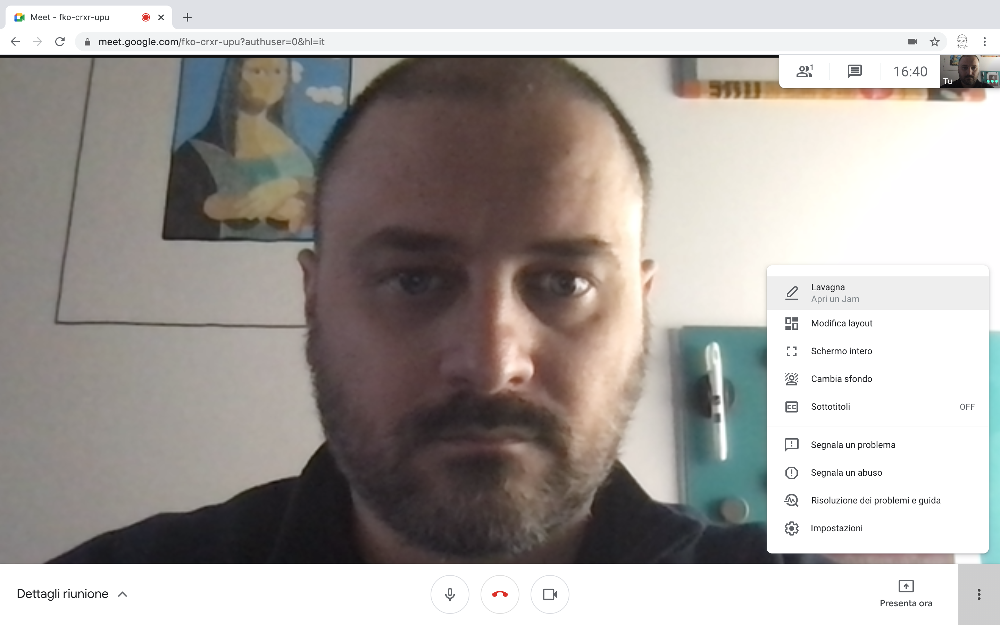 Meet - fko-crxr-upu
meet.google.com/fko-crxr-upu?authuser=0&hl=it
1
16:40
Tu
Lavagna
Apri un Jam
Modifica layout
Schermo intero
Cambia sfondo
CC
Sottotitoli OFF
Segnala un problema
Segnala un abuso
Risoluzione dei problemi e guida
Impostazioni
Dettagli riunione
Presenta ora